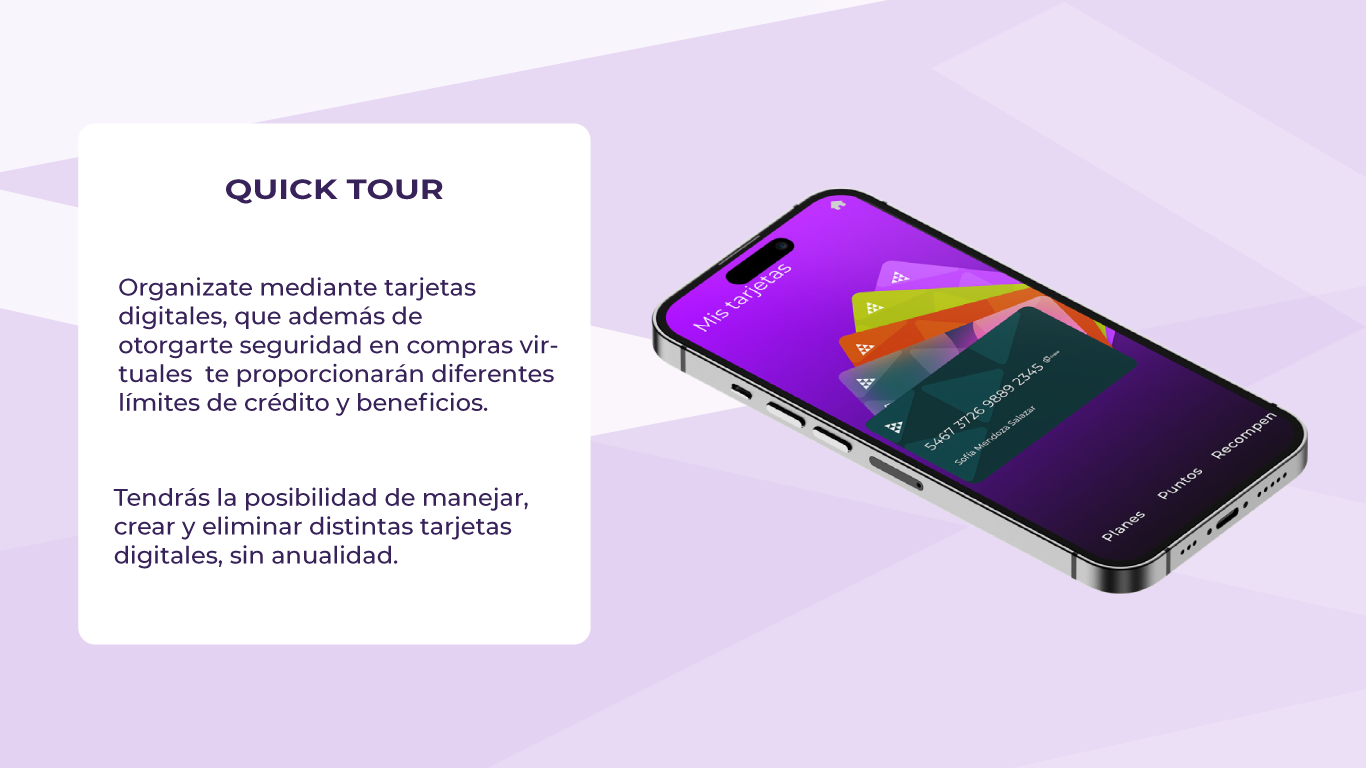 QUICK TOUR
Organizate mediante tarjetas
digitales, que además de
otorgarte seguridad en compras vir-
tuales  te proporcionarán diferentes
límites de crédito y beneficios.
Tendrás la posibilidad de manejar,
crear y eliminar distintas tarjetas
digitales, sin anualidad.
Mis tarjetas
5467 3726 9889 2345
Sofía Mendoza Salazar
Planes
Puntos
Recompen